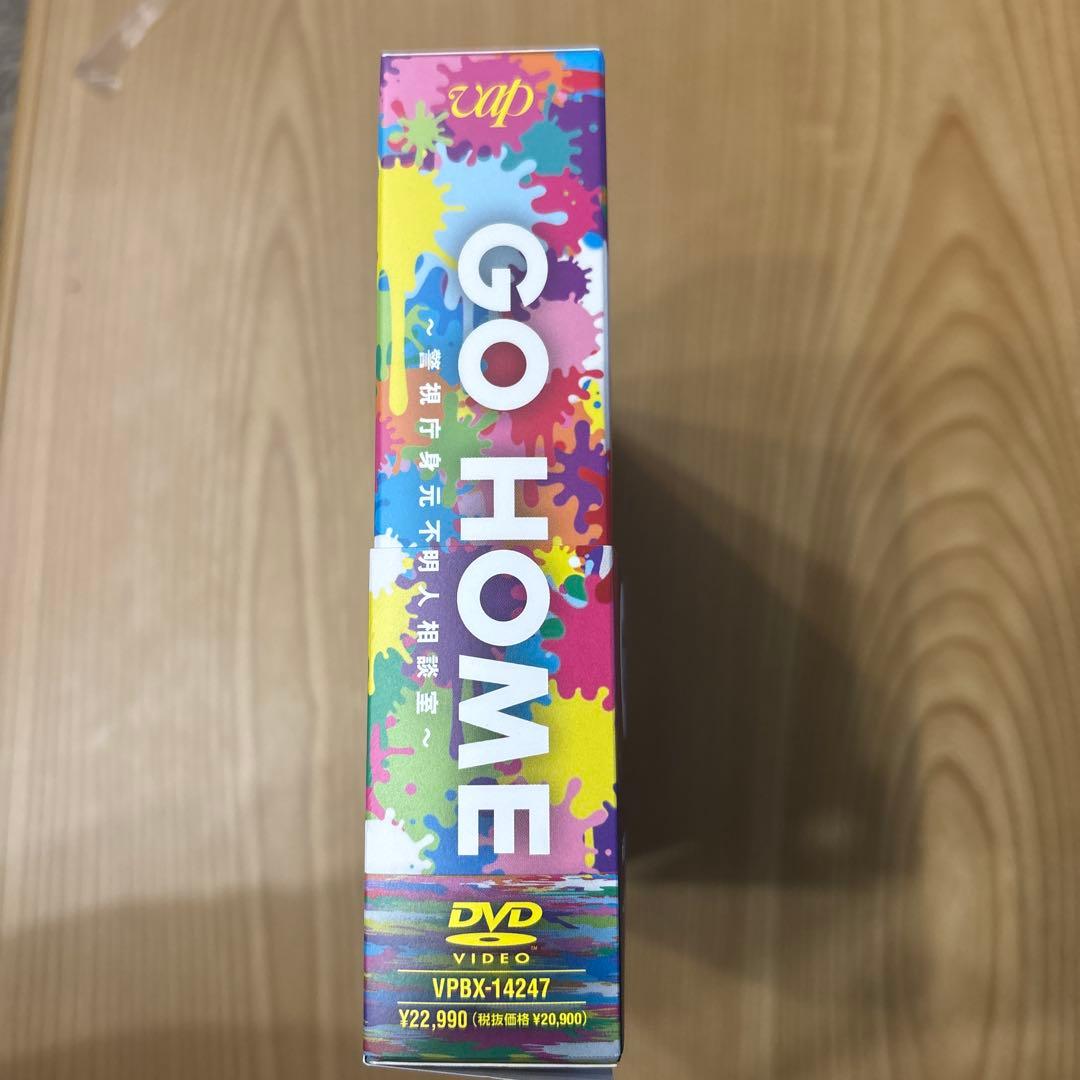 vap
GO HOME
~警視庁身元不明人相談室~
DVD
VIDEO™
VPBX-14247
¥22,990(税抜価格 ¥20,900)